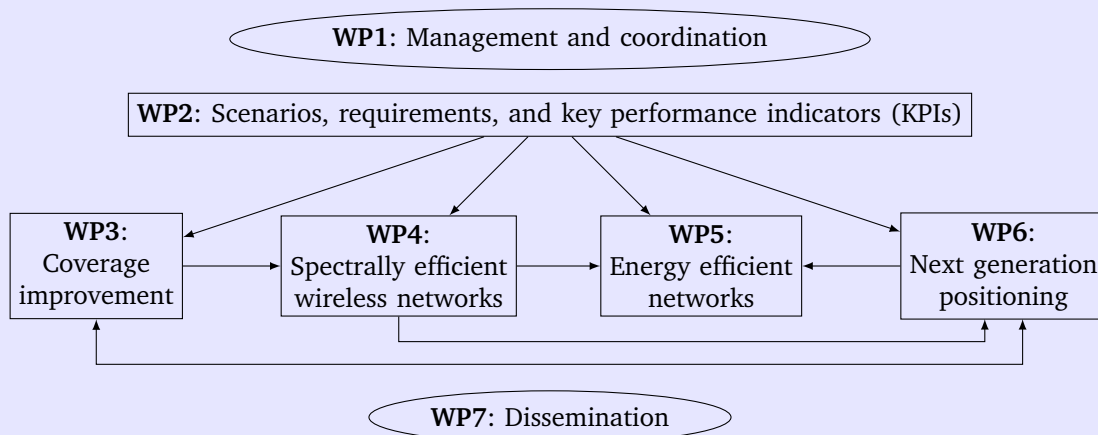 WP1: Management and coordination
WP2: Scenarios, requirements, and key performance indicators (KPIs)
WP3:
Coverage
improvement
WP4:
Spectrally efficient
wireless networks
WP5:
Energy efficient
networks
WP6:
Next generation
positioning
WP7: Dissemination